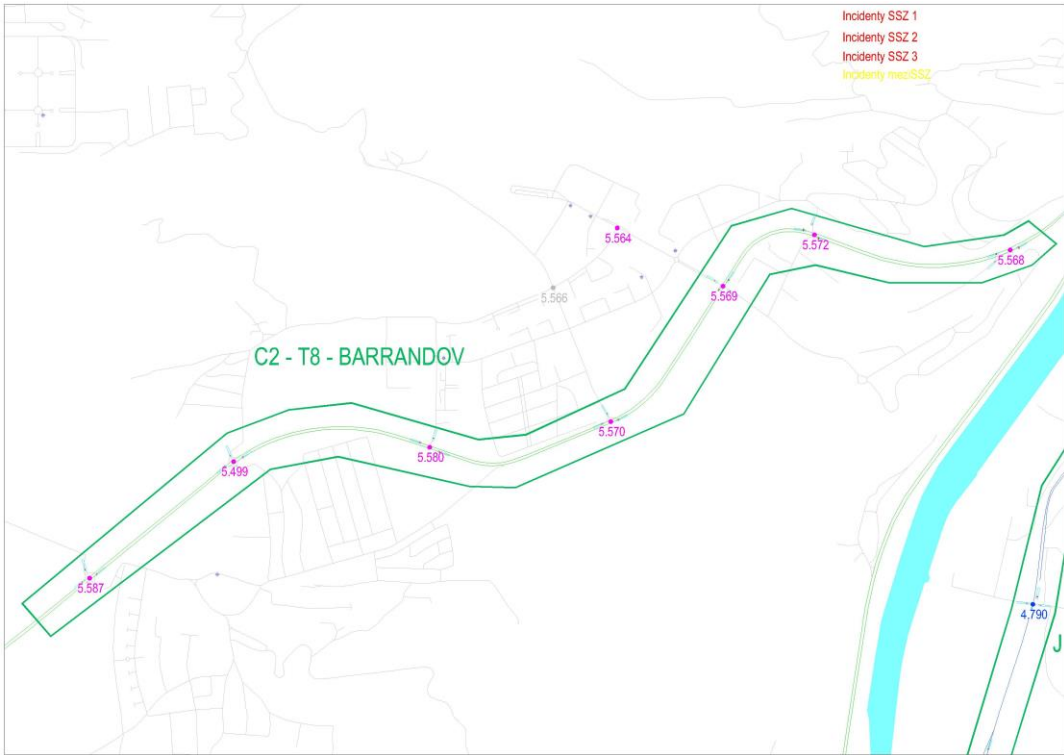 Incidenty SSZ 1
Incidenty SSZ 2
Incidenty SSZ 3
Incidenty meziSSZ
5.564
5.572
5.568
5.566
5.569
C2 - T8 - BARRANDOV
5.570
5.580
5.499
5.587
4.790
J